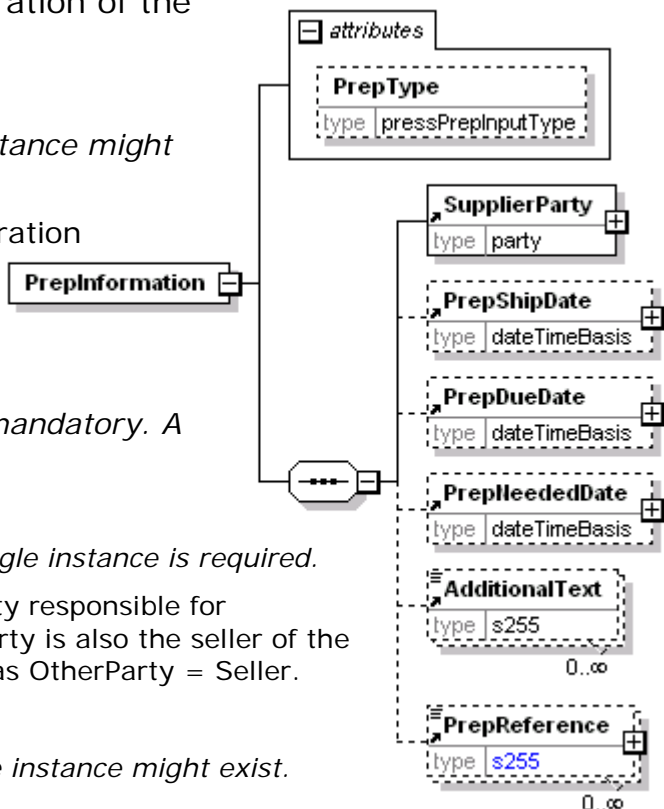 ration of the
tance might
ration
mandatory. A
gle instance is required.
ty responsible for
rty is also the seller of the
as OtherParty = Seller.
e instance might exist.
attributes
PrepType
type pressPrepInputType
PrepInformation
SupplierParty
type party
PrepShipDate
type dateTimeBasis
PrepDueDate
type dateTimeBasis
PrepNeededDate
type dateTimeBasis
AdditionalText
type s255
0..∞
PrepReference
type s255
0..∞